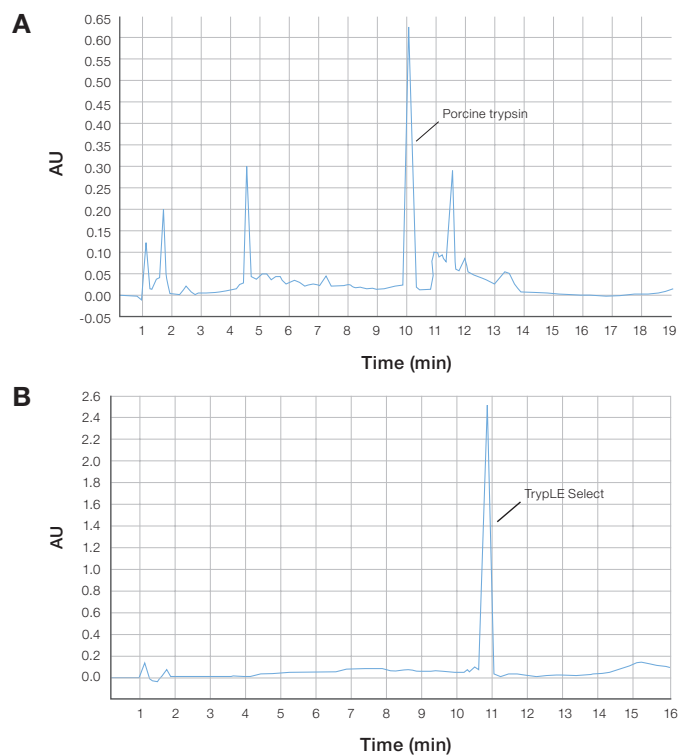 A
0.65
0.60
0.55
0.50
0.45
0.40
0.35
0.30
0.25
0.20
0.15
0.10
0.05
0.00
-0.05
AU
Porcine trypsin
1 2 3 4 5 6 7 8 9 10 11 12 13 14 15 16 17 18 19
Time (min)
B
2.6
2.4
2.2
2.0
1.8
1.6
1.4
1.2
1.0
0.8
0.6
0.4
0.2
0.0
AU
TrypLE Select
1 2 3 4 5 6 7 8 9 10 11 12 13 14 15 16
Time (min)